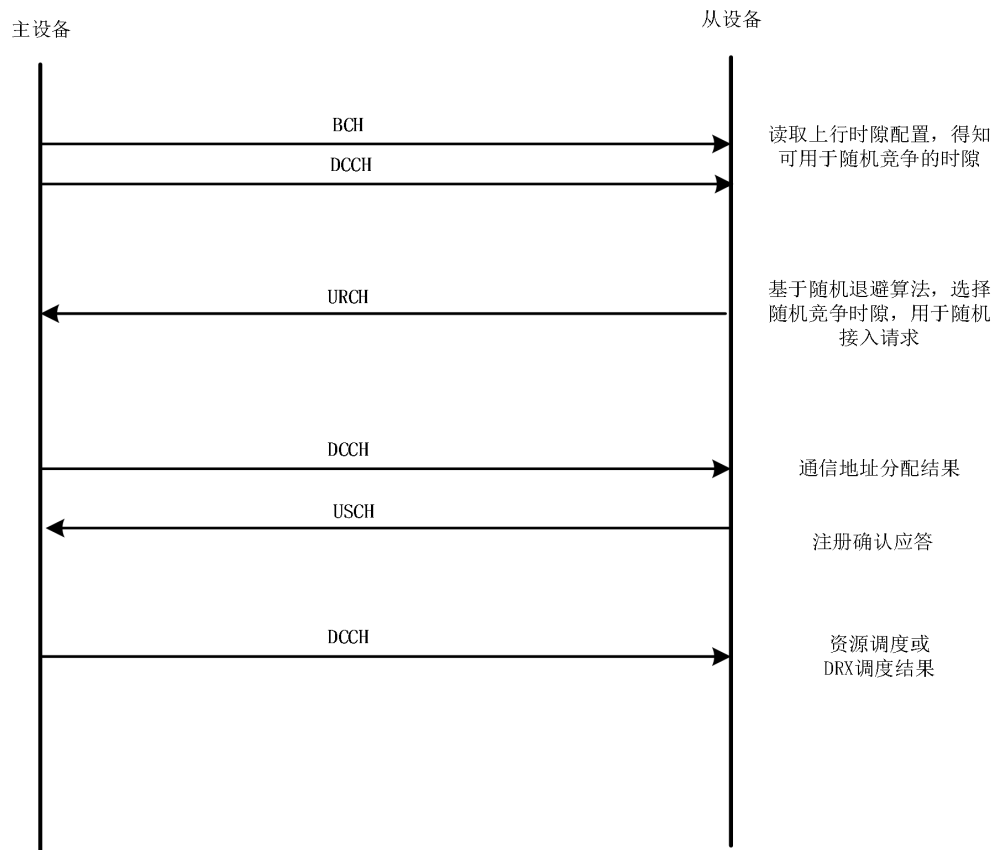 主设备
从设备
BCH
读取上行时隙配置，得知
可用于随机竞争的时隙
DCCH
URCH
基于随机退避算法，选择
随机竞争时隙，用于随机
接入请求
DCCH
通信地址分配结果
USCH
注册确认应答
DCCH
资源调度或
DRX调度结果